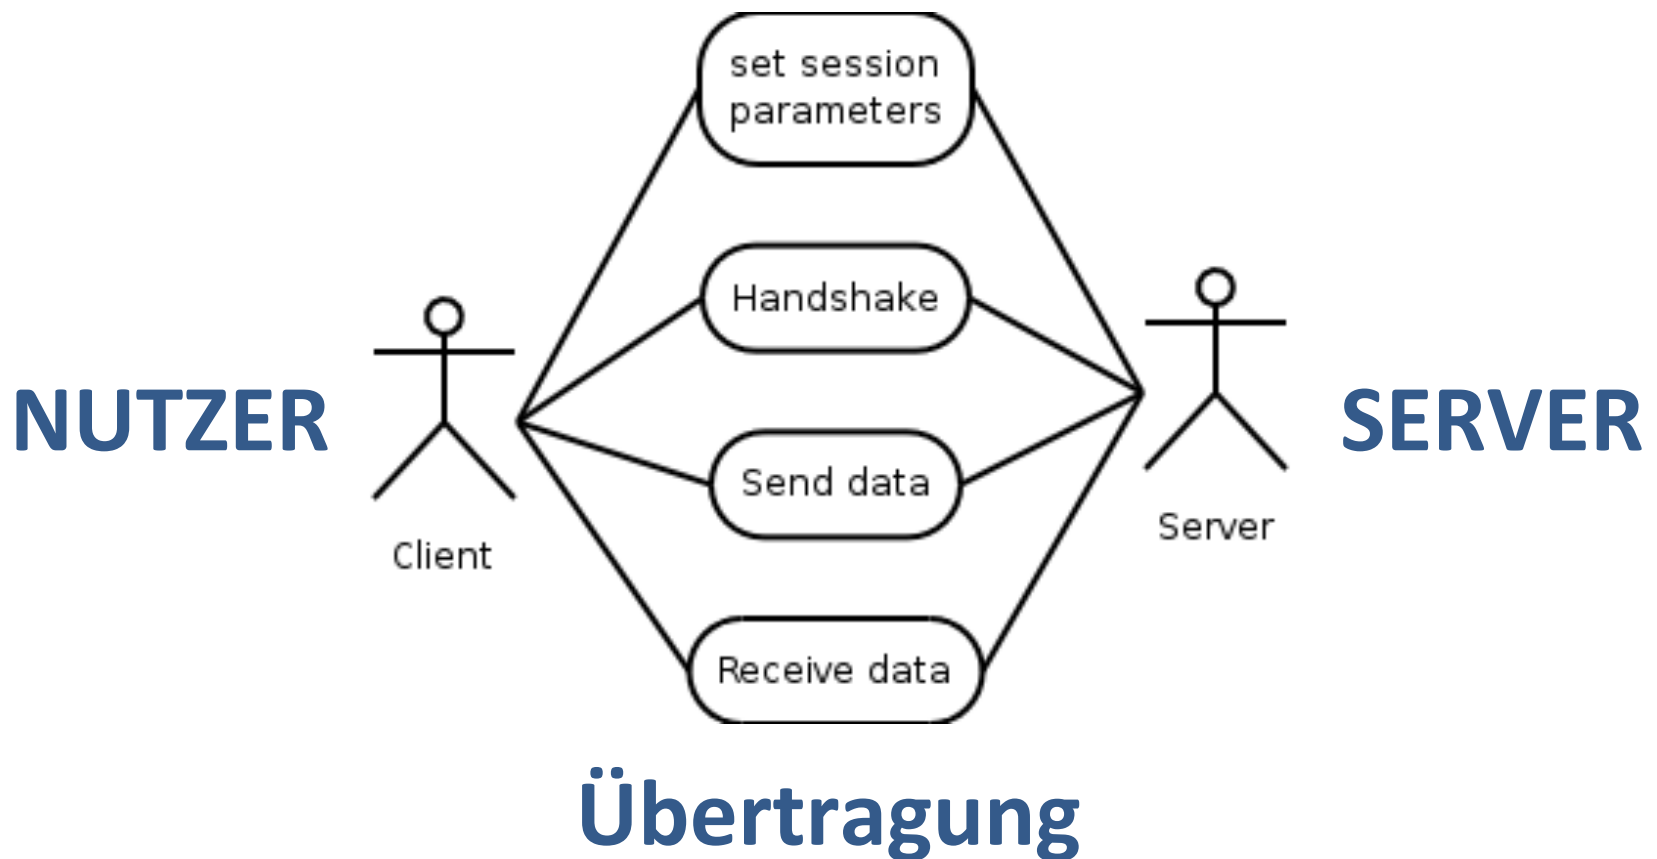 set session
parameters
Handshake
NUTZER
SERVER
Send data
Server
Client
Receive data
Übertragung